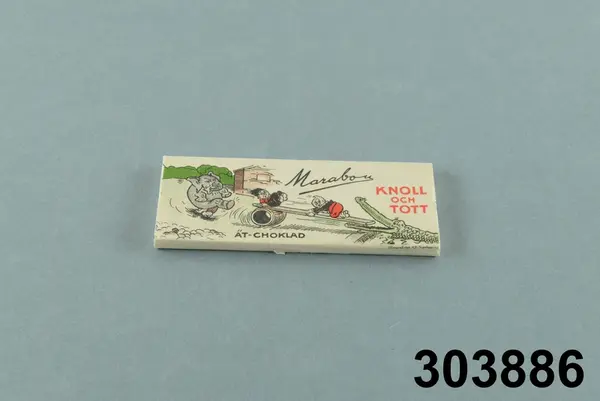 Marabou
KNOLL
OCH
TOTT
ÄT-CHOKLAD
303886